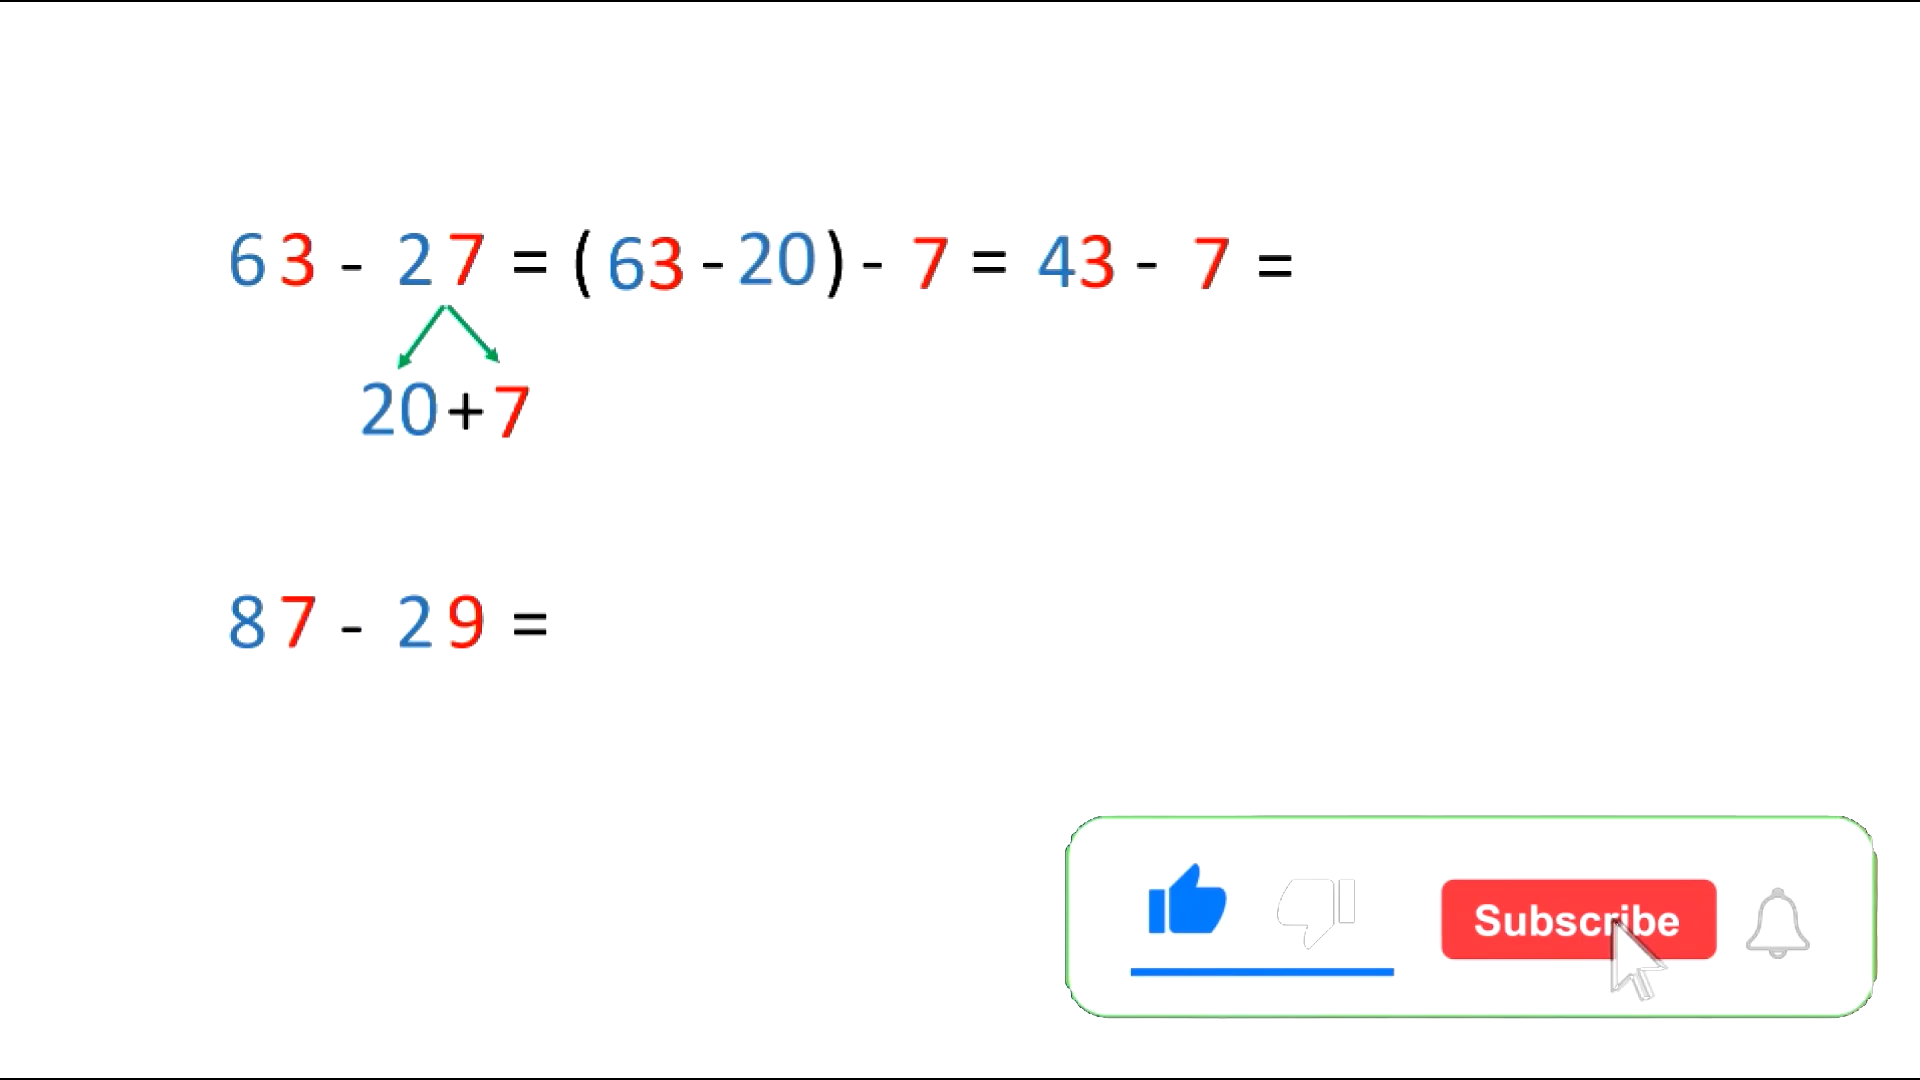 63 - 27 = (63 - 20) - 7 = 43 - 7 =
20+7
87 - 29 =
Subscribe